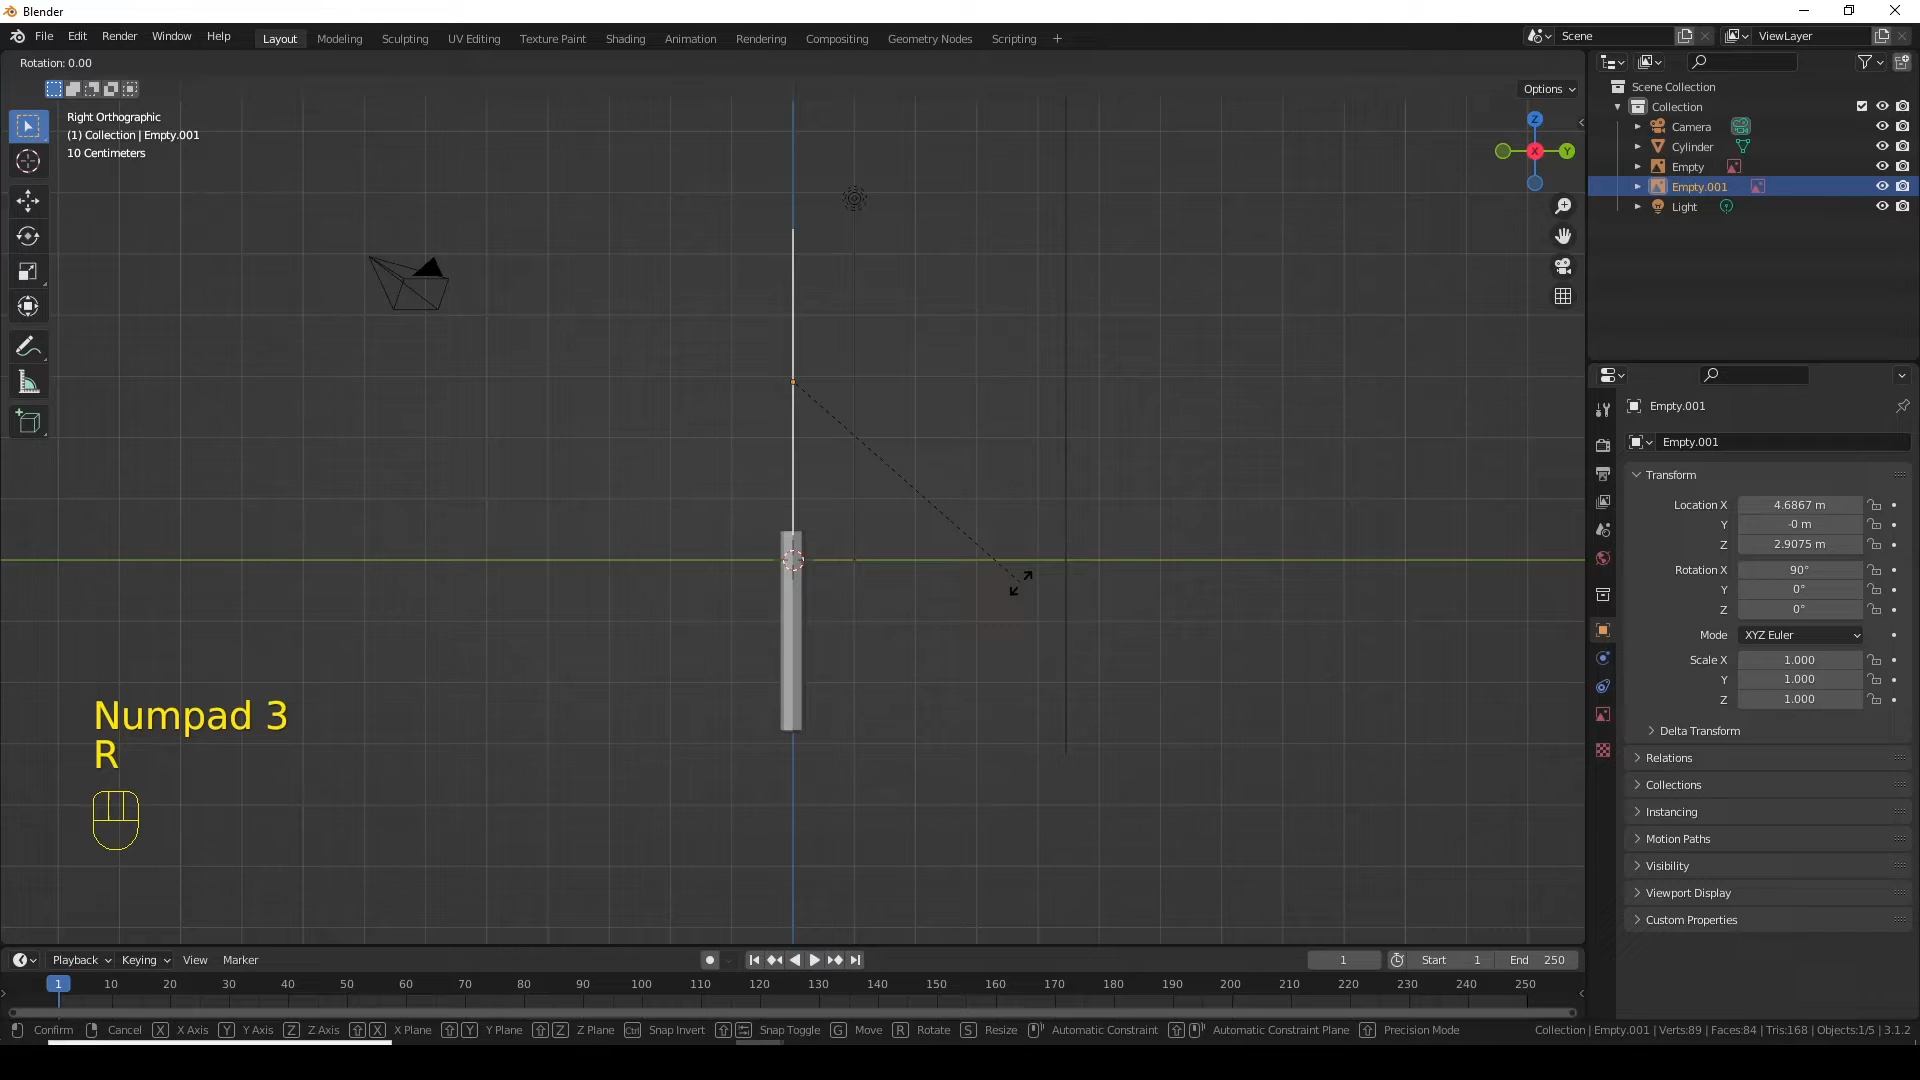 Blender
File Edit Render Window Help
Layout Modeling Sculpting UV Editing Texture Paint Shading Animation Rendering Compositing Geometry Nodes Scripting +
Scene
ViewLayer
Rotation: 0.00
Options
Right Orthographic
(1) Collection | Empty.001
10 Centimeters
Z
X
Y
Scene Collection
Collection
Camera
Cylinder
Empty
Empty.001
Light
Empty.001
Empty.001
Transform
Location X 4.6867 m
Y -0 m
Z 2.9075 m
Rotation X 90°
Y 0°
Z 0°
Mode XYZ Euler
Scale X 1.000
Y 1.000
Z 1.000
Delta Transform
Relations
Collections
Instancing
Motion Paths
Visibility
Viewport Display
Custom Properties
Numpad 3
R
Playback Keying View Marker
1 Start 1 End 250
1 10 20 30 40 50 60 70 80 90 100 110 120 130 140 150 160 170 180 190 200 210 220 230 240 250
Confirm Cancel X X Axis Y Y Axis Z Z Axis X X Plane Y Y Plane Z Z Plane Ctrl Snap Invert Snap Toggle G Move R Rotate S Resize Automatic Constraint Automatic Constraint Plane Precision Mode
Collection | Empty.001 | Verts:89 | Faces:84 | Tris:168 | Objects:1/5 | 3.1.2